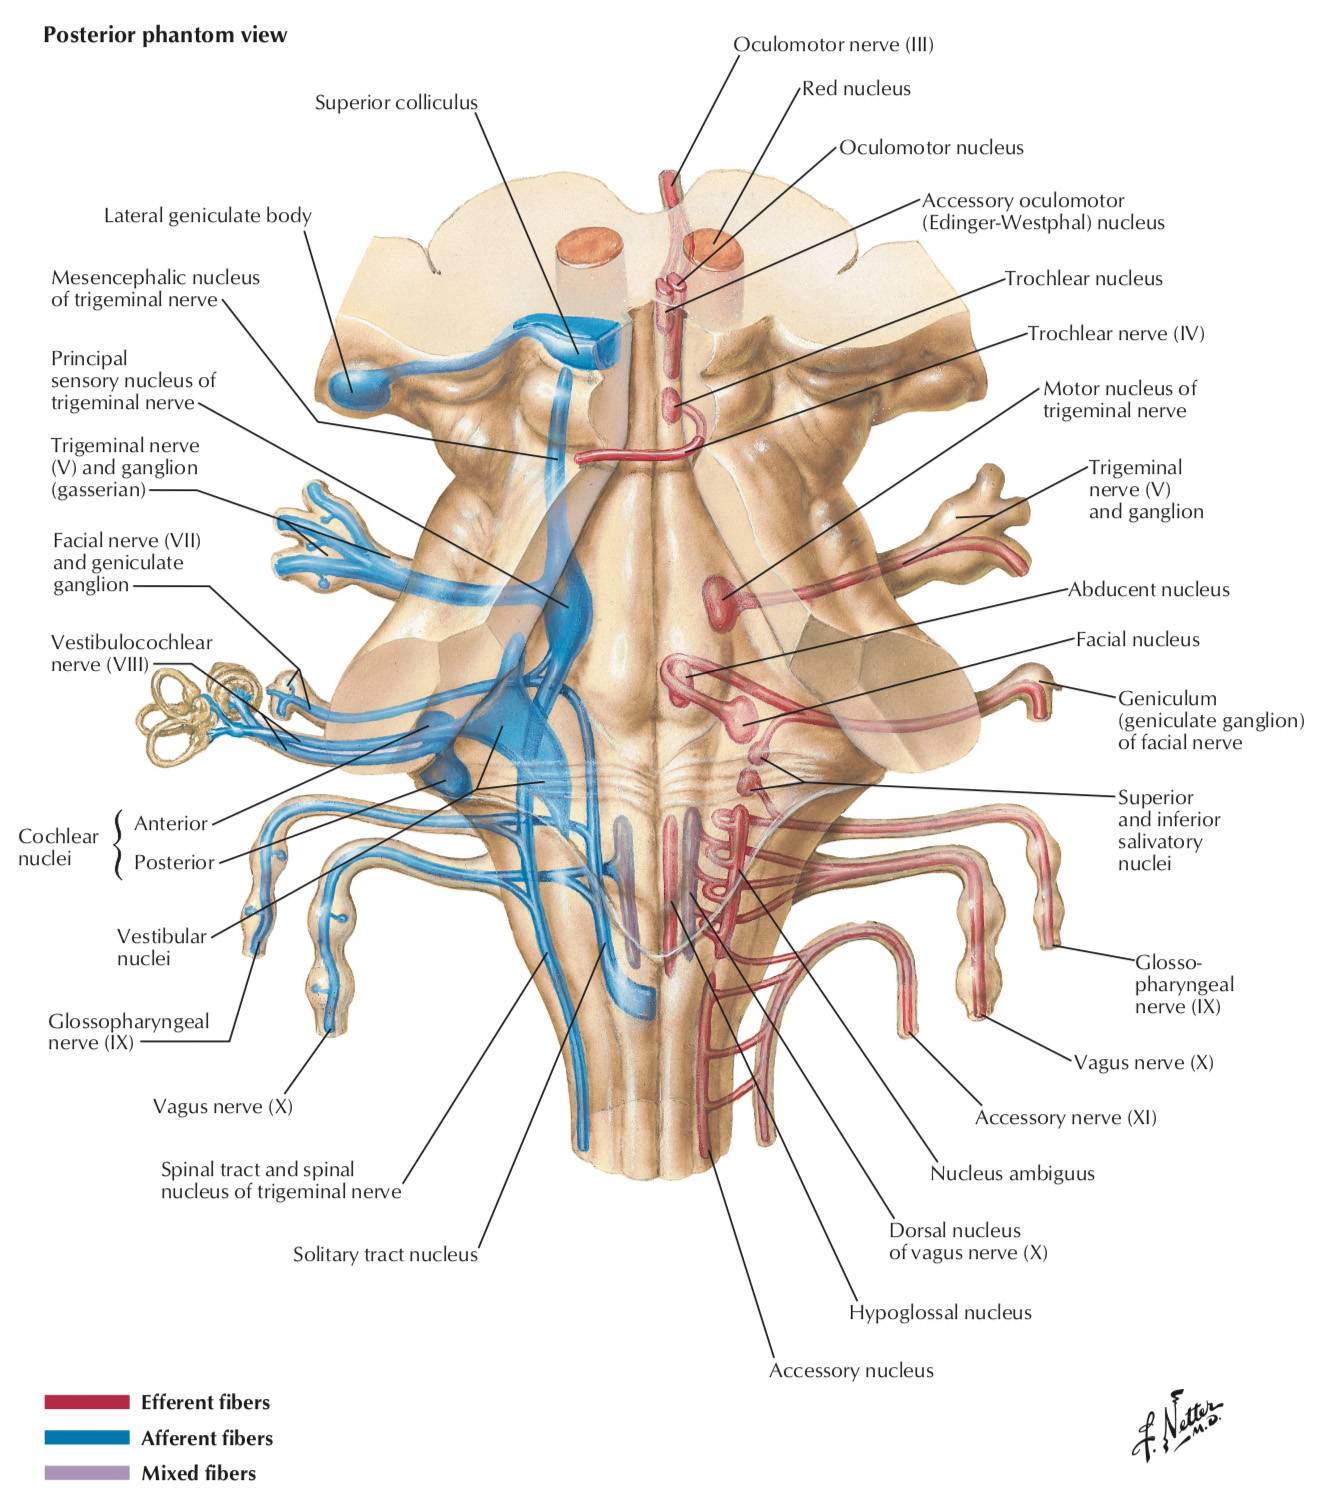 Posterior phantom view
Oculomotor nerve (III)
Red nucleus
Superior colliculus
Oculomotor nucleus
Accessory oculomotor
(Edinger-Westphal) nucleus
Lateral geniculate body
Mesencephalic nucleus
of trigeminal nerve
Trochlear nucleus
Trochlear nerve (IV)
Principal
sensory nucleus of
trigeminal nerve
Motor nucleus of
trigeminal nerve
Trigeminal nerve
(V) and ganglion
(gasserian)
Trigeminal
nerve (V)
and ganglion
Facial nerve (VII)
and geniculate
ganglion
Abducent nucleus
Facial nucleus
Vestibulocochlear
nerve (VIII)
Geniculum
(geniculate ganglion)
of facial nerve
Superior
and inferior
salivatory
nuclei
Cochlear
nuclei
Anterior
Posterior
Vestibular
nuclei
Glosso-
pharyngeal
nerve (IX)
Glossopharyngeal
nerve (IX)
Vagus nerve (X)
Vagus nerve (X)
Accessory nerve (XI)
Spinal tract and spinal
nucleus of trigeminal nerve
Nucleus ambiguus
Solitary tract nucleus
Dorsal nucleus
of vagus nerve (X)
Hypoglossal nucleus
Accessory nucleus
Efferent fibers
Afferent fibers
Mixed fibers
F. Netter
M.D.